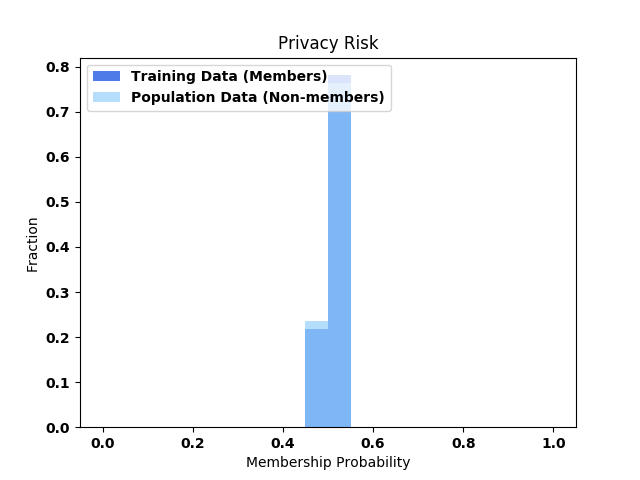 Privacy Risk
Training Data (Members)
Population Data (Non-members)
0.8
0.7
0.6
0.5
0.4
0.3
0.2
0.1
0.0
Fraction
0.0 0.2 0.4 0.6 0.8 1.0
Membership Probability